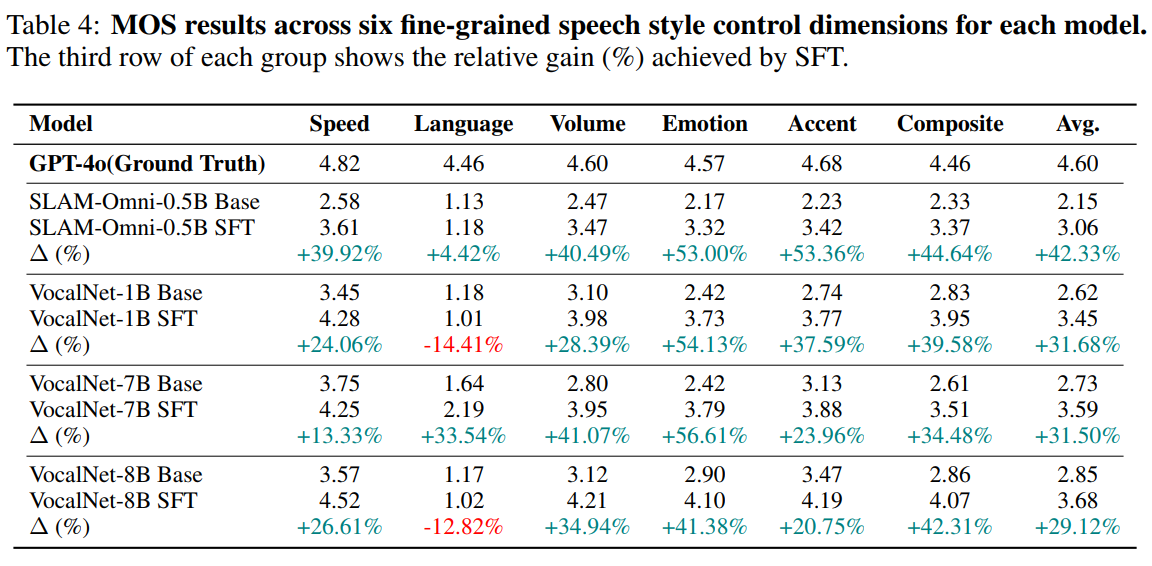 Table 4: MOS results across six fine-grained speech style control dimensions for each model.
The third row of each group shows the relative gain (%) achieved by SFT.
Model Speed Language Volume Emotion Accent Composite Avg.
GPT-4o(Ground Truth) 4.82 4.46 4.60 4.57 4.68 4.46 4.60
SLAM-Omni-0.5B Base 2.58 1.13 2.47 2.17 2.23 2.33 2.15
SLAM-Omni-0.5B SFT 3.61 1.18 3.47 3.32 3.42 3.37 3.06
Δ (%) +39.92% +4.42% +40.49% +53.00% +53.36% +44.64% +42.33%
VocalNet-1B Base 3.45 1.18 3.10 2.42 2.74 2.83 2.62
VocalNet-1B SFT 4.28 1.01 3.98 3.73 3.77 3.95 3.45
Δ (%) +24.06% -14.41% +28.39% +54.13% +37.59% +39.58% +31.68%
VocalNet-7B Base 3.75 1.64 2.80 2.42 3.13 2.61 2.73
VocalNet-7B SFT 4.25 2.19 3.95 3.79 3.88 3.51 3.59
Δ (%) +13.33% +33.54% +41.07% +56.61% +23.96% +34.48% +31.50%
VocalNet-8B Base 3.57 1.17 3.12 2.90 3.47 2.86 2.85
VocalNet-8B SFT 4.52 1.02 4.21 4.10 4.19 4.07 3.68
Δ (%) +26.61% -12.82% +34.94% +41.38% +20.75% +42.31% +29.12%